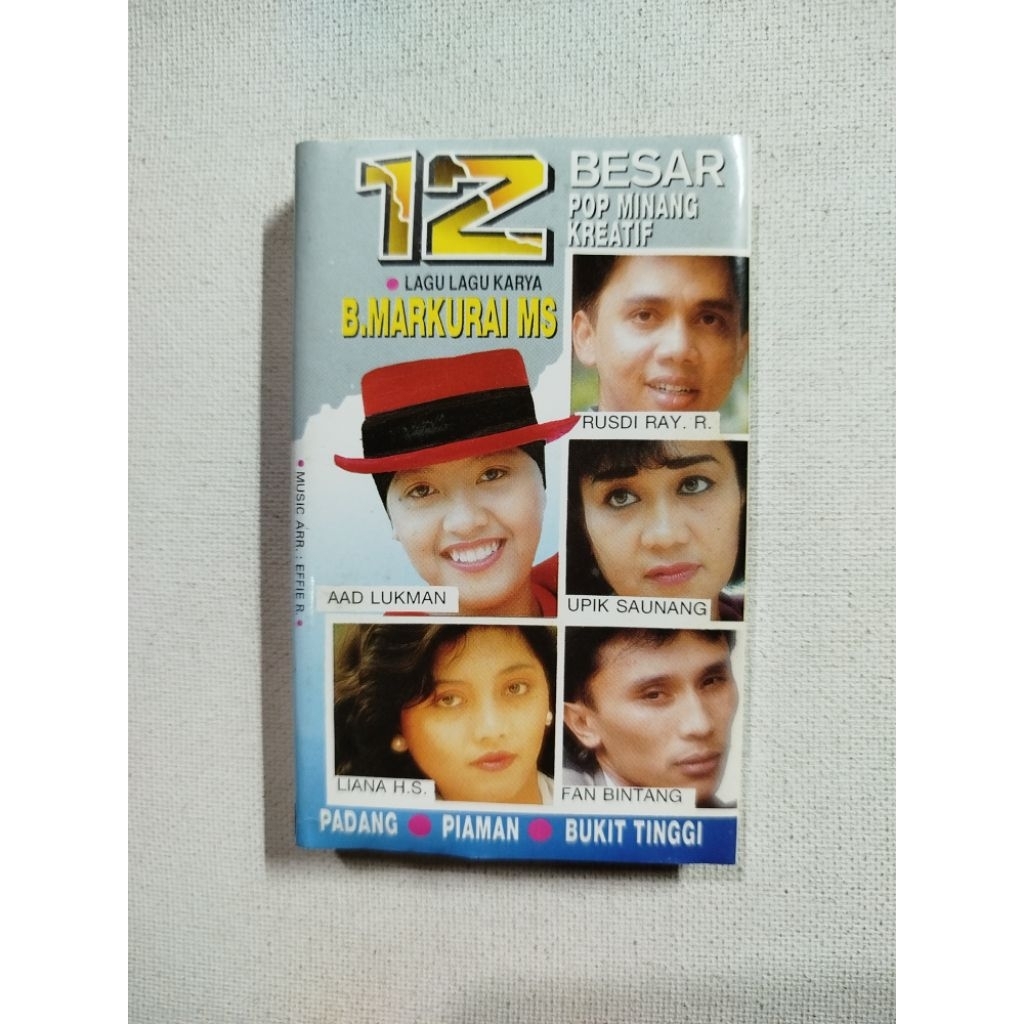 12
BESAR
POP MINANG
KREATIF
• LAGU LAGU KARYA
B.MARKURAI MS
RUSDI RAY. R.
• MUSIC ARR. : EFFIE R. •
AAD LUKMAN
UPIK SAUNANG
LIANA H.S.
FAN BINTANG
PADANG • PIAMAN • BUKIT TINGGI